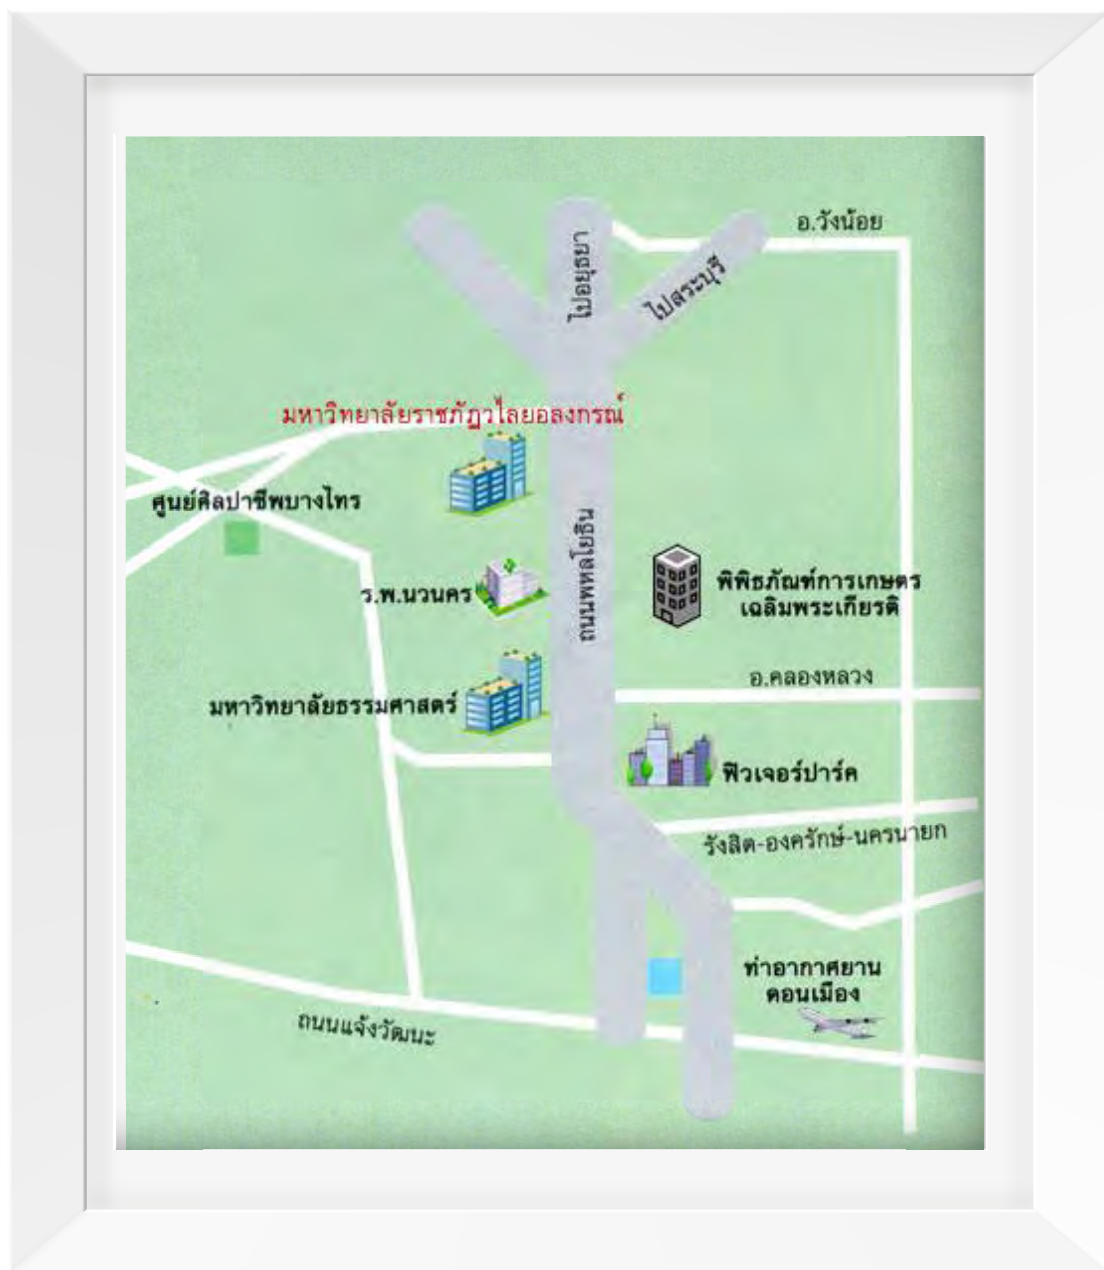 อ.วังน้อย
ไปอยุธยา
ไปสระบุรี
มหาวิทยาลัยราชภัฏวไลยอลงกรณ์
ศูนย์ศิลปาชีพบางไทร
ถนนพหลโยธิน
พิพิธภัณฑ์การเกษตร
เฉลิมพระเกียรติ
ร.พ.นวนคร
อ.คลองหลวง
มหาวิทยาลัยธรรมศาสตร์
ฟิวเจอร์ปาร์ค
รังสิต-องครักษ์-นครนายก
ท่าอากาศยาน
ดอนเมือง
ถนนแจ้งวัฒนะ